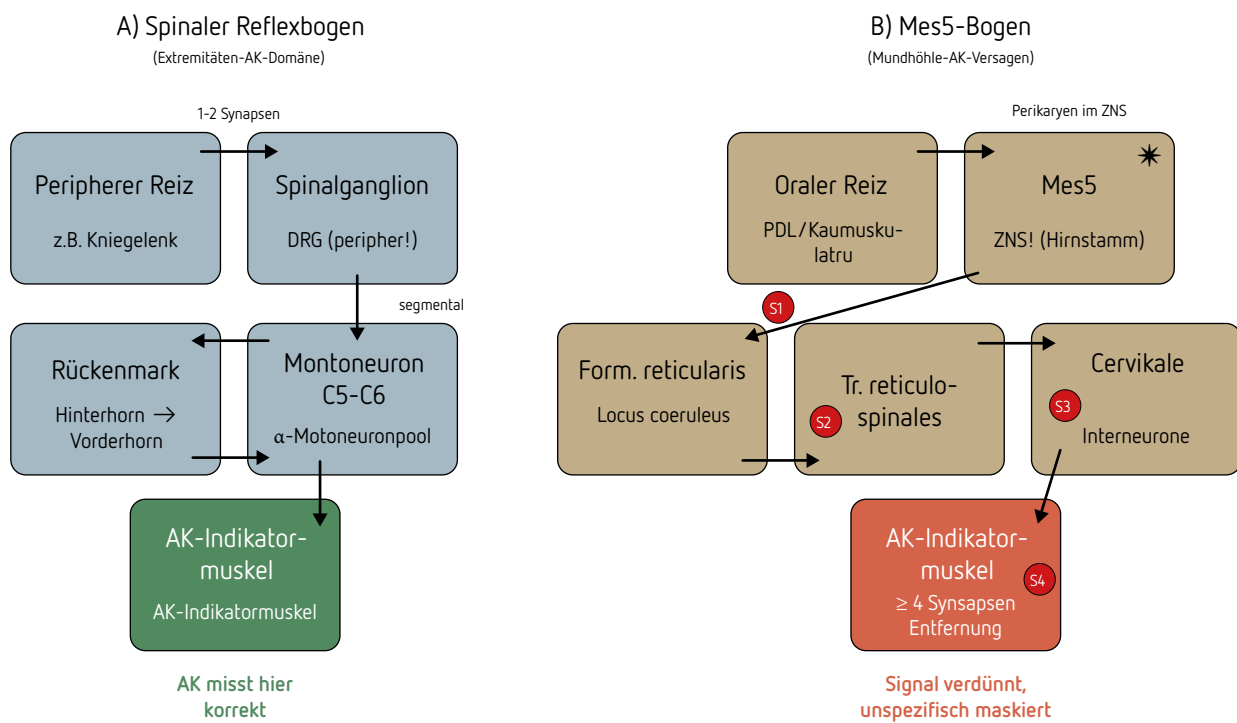 A) Spinaler Reflexbogen
(Extremitäten-AK-Domäne)
1-2 Synapsen
Peripherer Reiz
z.B. Kniegelenk
Spinalganglion
DRG (peripher!)
segmental
Rückenmark
Hinterhorn →
Vorderhorn
Montoneuron
C5-C6
α-Motoneuronpool
AK-Indikator-
muskel
AK-Indikatormuskel
AK misst hier
korrekt
B) Mes5-Bogen
(Mundhöhle-AK-Versagen)
Perikaryen im ZNS
Oraler Reiz
PDL/Kaumusku-
latru
Mes5
ZNS! (Hirnstamm)
S1
Form. reticularis
Locus coeruleus
Tr. reticulo-
spinales
S2
Cervikale
S3
Interneurone
AK-Indikator-
muskel
S4
≥ 4 Synsapsen
Entfernung
Signal verdünnt,
unspezifisch maskiert